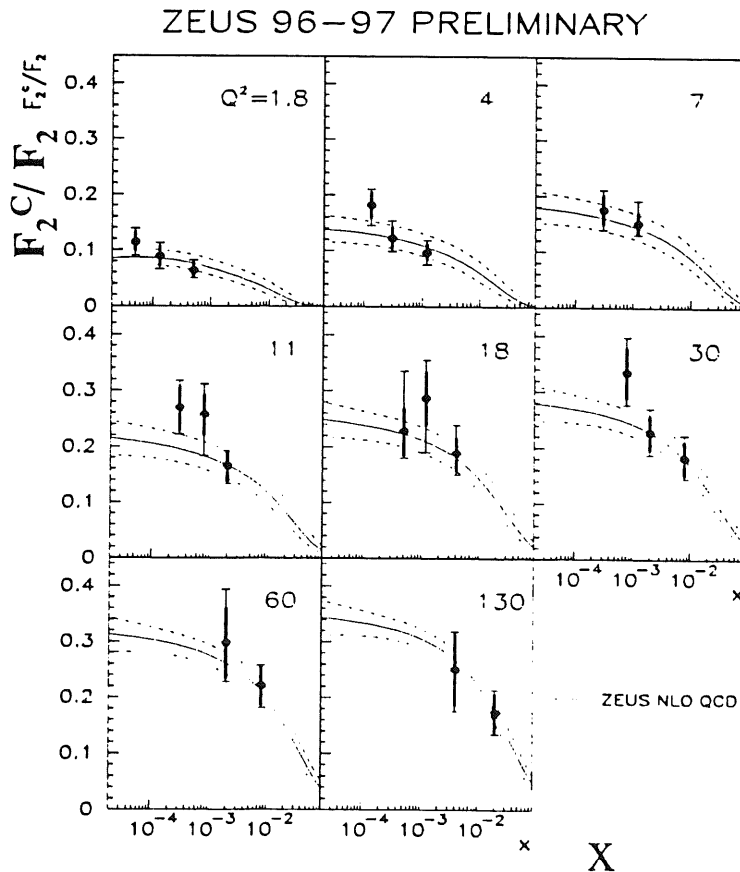 ZEUS 96-97 PRELIMINARY
F₂ᶜ/F₂ F₂ᶜ/F₂
0.4
0.3
0.2
0.1
0
Q²=1.8
4
7
0.4
0.3
0.2
0.1
0
11
18
30
10⁻⁴ 10⁻³ 10⁻² x
0.4
0.3
0.2
0.1
0
60
130
ZEUS NLO QCD
10⁻⁴ 10⁻³ 10⁻²
10⁻⁴ 10⁻³ 10⁻² x
X